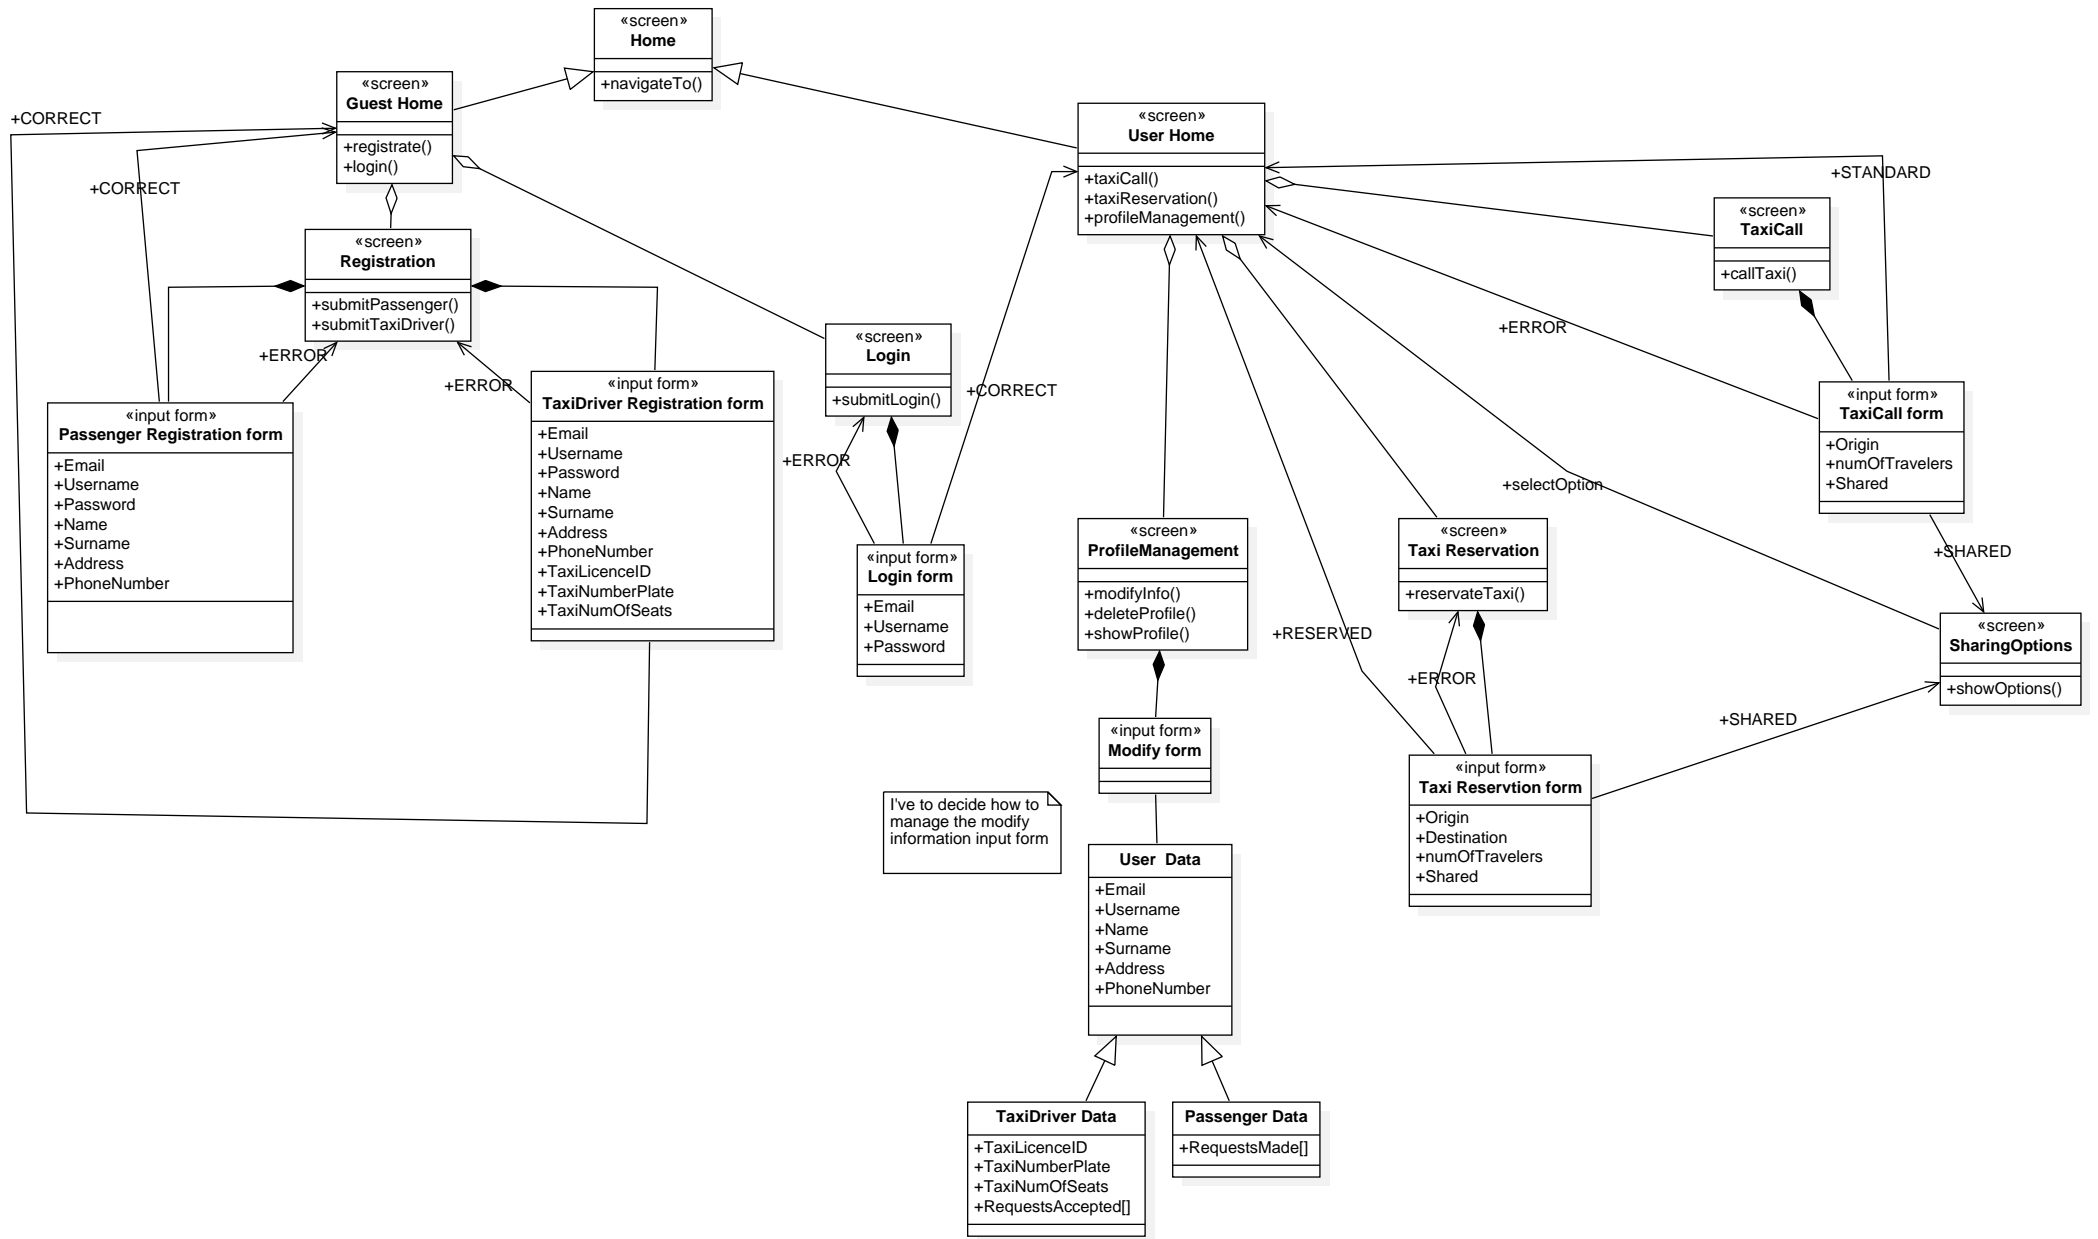 «screen»
Home
+navigateTo()
«screen»
Guest Home
+registrate()
+login()
+CORRECT
+CORRECT
«screen»
User Home
+taxiCall()
+taxiReservation()
+profileManagement()
+STANDARD
«screen»
TaxiCall
+callTaxi()
«screen»
Registration
+submitPassenger()
+submitTaxiDriver()
+ERROR
+ERROR
«screen»
Login
+submitLogin()
+ERROR
+CORRECT
+ERROR
«input form»
Passenger Registration form
+Email
+Username
+Password
+Name
+Surname
+Address
+PhoneNumber
«input form»
TaxiDriver Registration form
+Email
+Username
+Password
+Name
+Surname
+Address
+PhoneNumber
+TaxiLicenceID
+TaxiNumberPlate
+TaxiNumOfSeats
«input form»
Login form
+Email
+Username
+Password
«input form»
TaxiCall form
+Origin
+numOfTravelers
+Shared
+selectOption
+SHARED
«screen»
ProfileManagement
+modifyInfo()
+deleteProfile()
+showProfile()
«screen»
Taxi Reservation
+reservateTaxi()
+RESERVED
+ERROR
«screen»
SharingOptions
+showOptions()
+SHARED
«input form»
Modify form
«input form»
Taxi Reservtion form
+Origin
+Destination
+numOfTravelers
+Shared
I've to decide how to
manage the modify
information input form
User  Data
+Email
+Username
+Name
+Surname
+Address
+PhoneNumber
TaxiDriver Data
+TaxiLicenceID
+TaxiNumberPlate
+TaxiNumOfSeats
+RequestsAccepted[]
Passenger Data
+RequestsMade[]